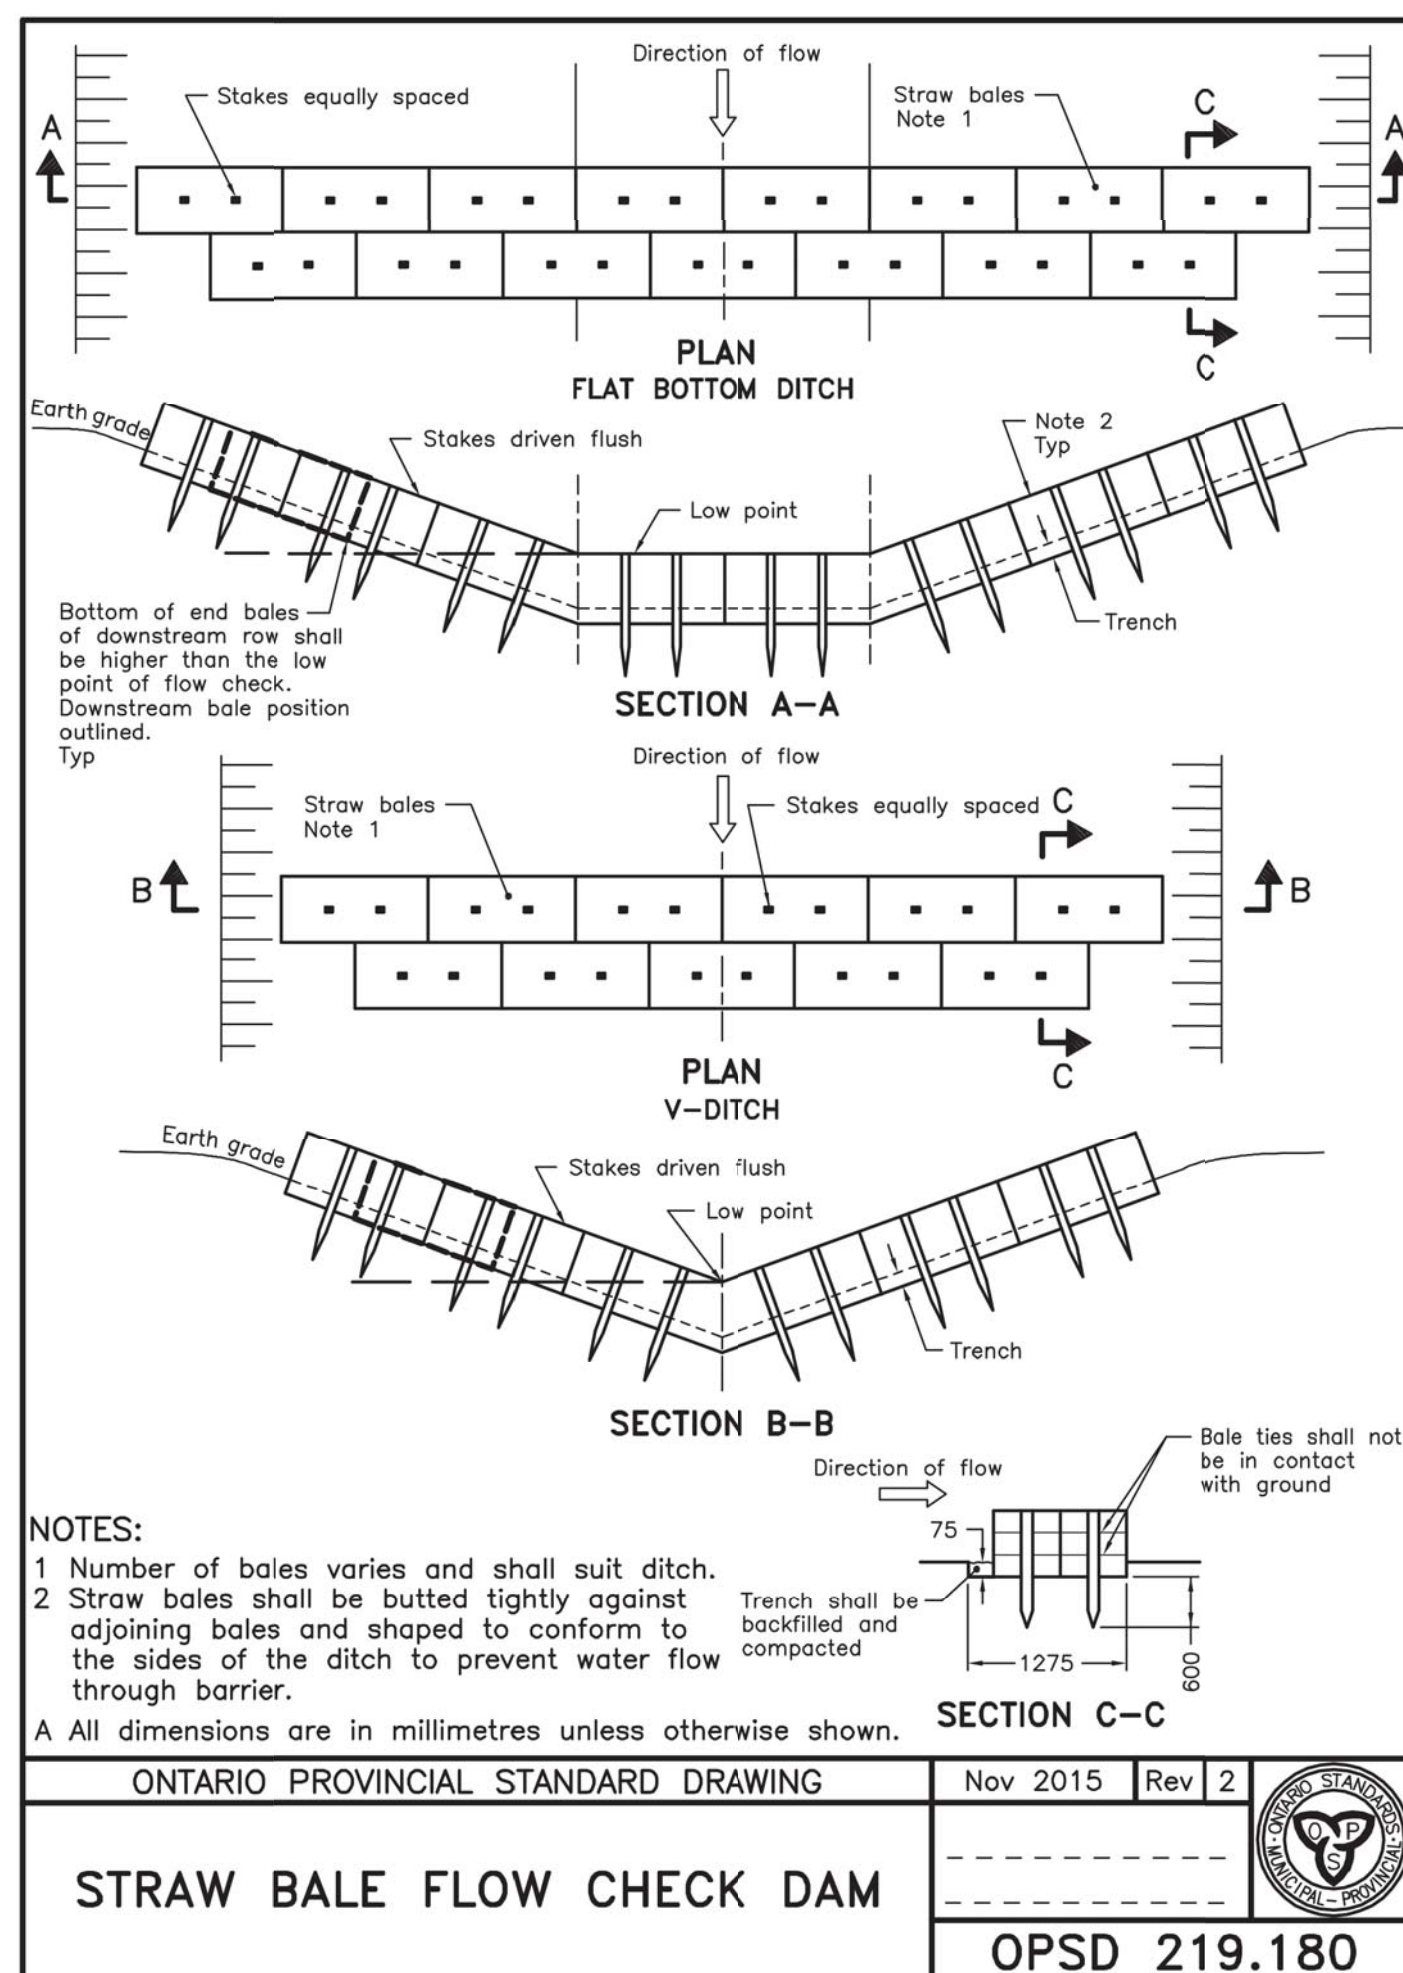 Direction of flow
Stakes equally spaced
Straw bales
Note 1
C
A
A
C
PLAN
FLAT BOTTOM DITCH
Earth grade
Stakes driven flush
Note 2
Typ
Low point
Bottom of end bales
of downstream row shall
be higher than the low
point of flow check.
Downstream bale position
outlined.
Typ
Trench
SECTION A-A
Direction of flow
Straw bales
Note 1
Stakes equally spaced
C
B
B
C
PLAN
V-DITCH
Earth grade
Stakes driven flush
Low point
Trench
SECTION B-B
Direction of flow
Bale ties shall not
be in contact
with ground
75
Trench shall be
backfilled and
compacted
1275
600
SECTION C-C
NOTES:
1 Number of bales varies and shall suit ditch.
2 Straw bales shall be butted tightly against
adjoining bales and shaped to conform to
the sides of the ditch to prevent water flow
through barrier.
A All dimensions are in millimetres unless otherwise shown.
ONTARIO PROVINCIAL STANDARD DRAWING
Nov 2015
Rev
2
STRAW BALE FLOW CHECK DAM
ONTARIO STANDARDS
MUNICIPAL-PROVINCIAL
O P
S
OPSD 219.180